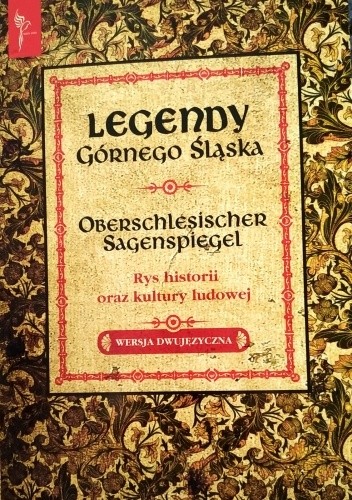 LEGENDY
GÓRNEGO ŚLĄSKA
OBERSCHLESISCHER
SAGENSPIEGEL
Rys historii
oraz kultury ludowej
WERSJA DWUJĘZYCZNA